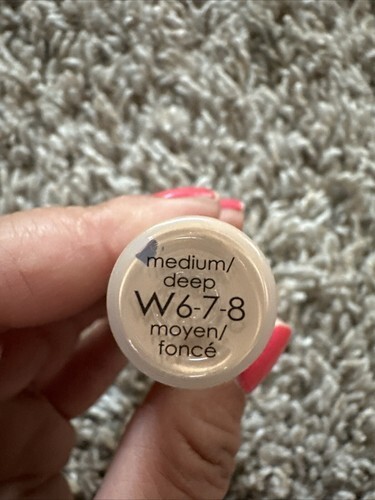 medium/
deep
W6-7-8
moyen/
foncé